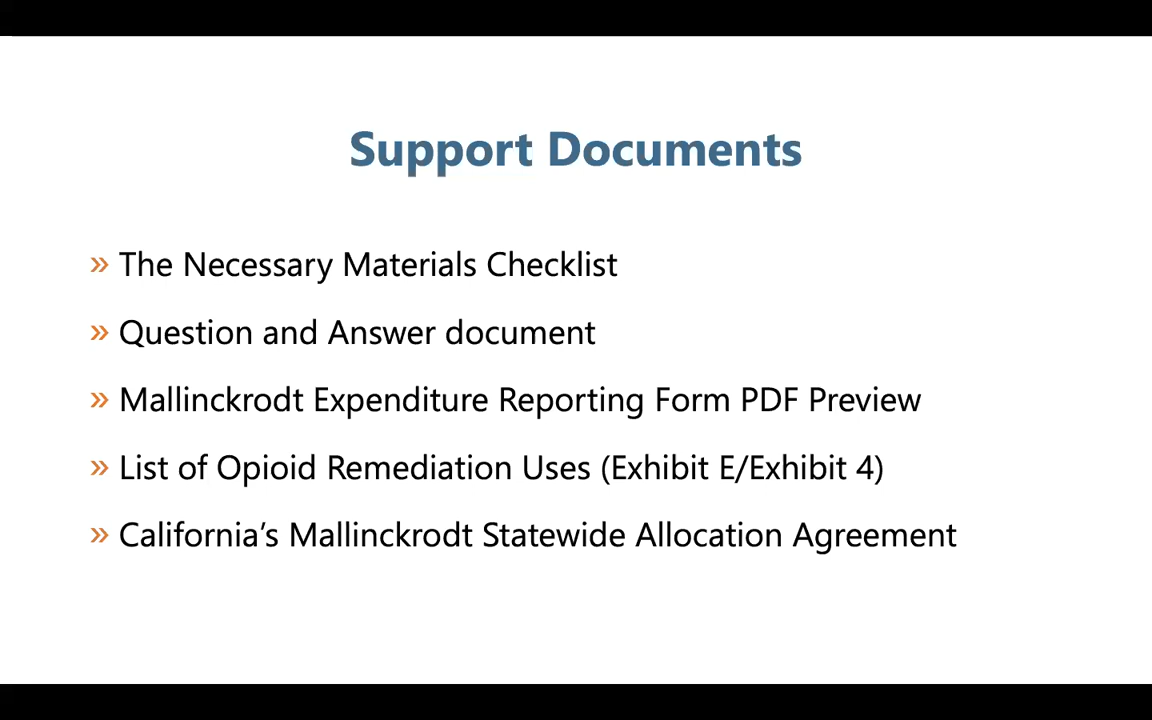 Support Documents
» The Necessary Materials Checklist
» Question and Answer document
» Mallinckrodt Expenditure Reporting Form PDF Preview
» List of Opioid Remediation Uses (Exhibit E/Exhibit 4)
» California’s Mallinckrodt Statewide Allocation Agreement